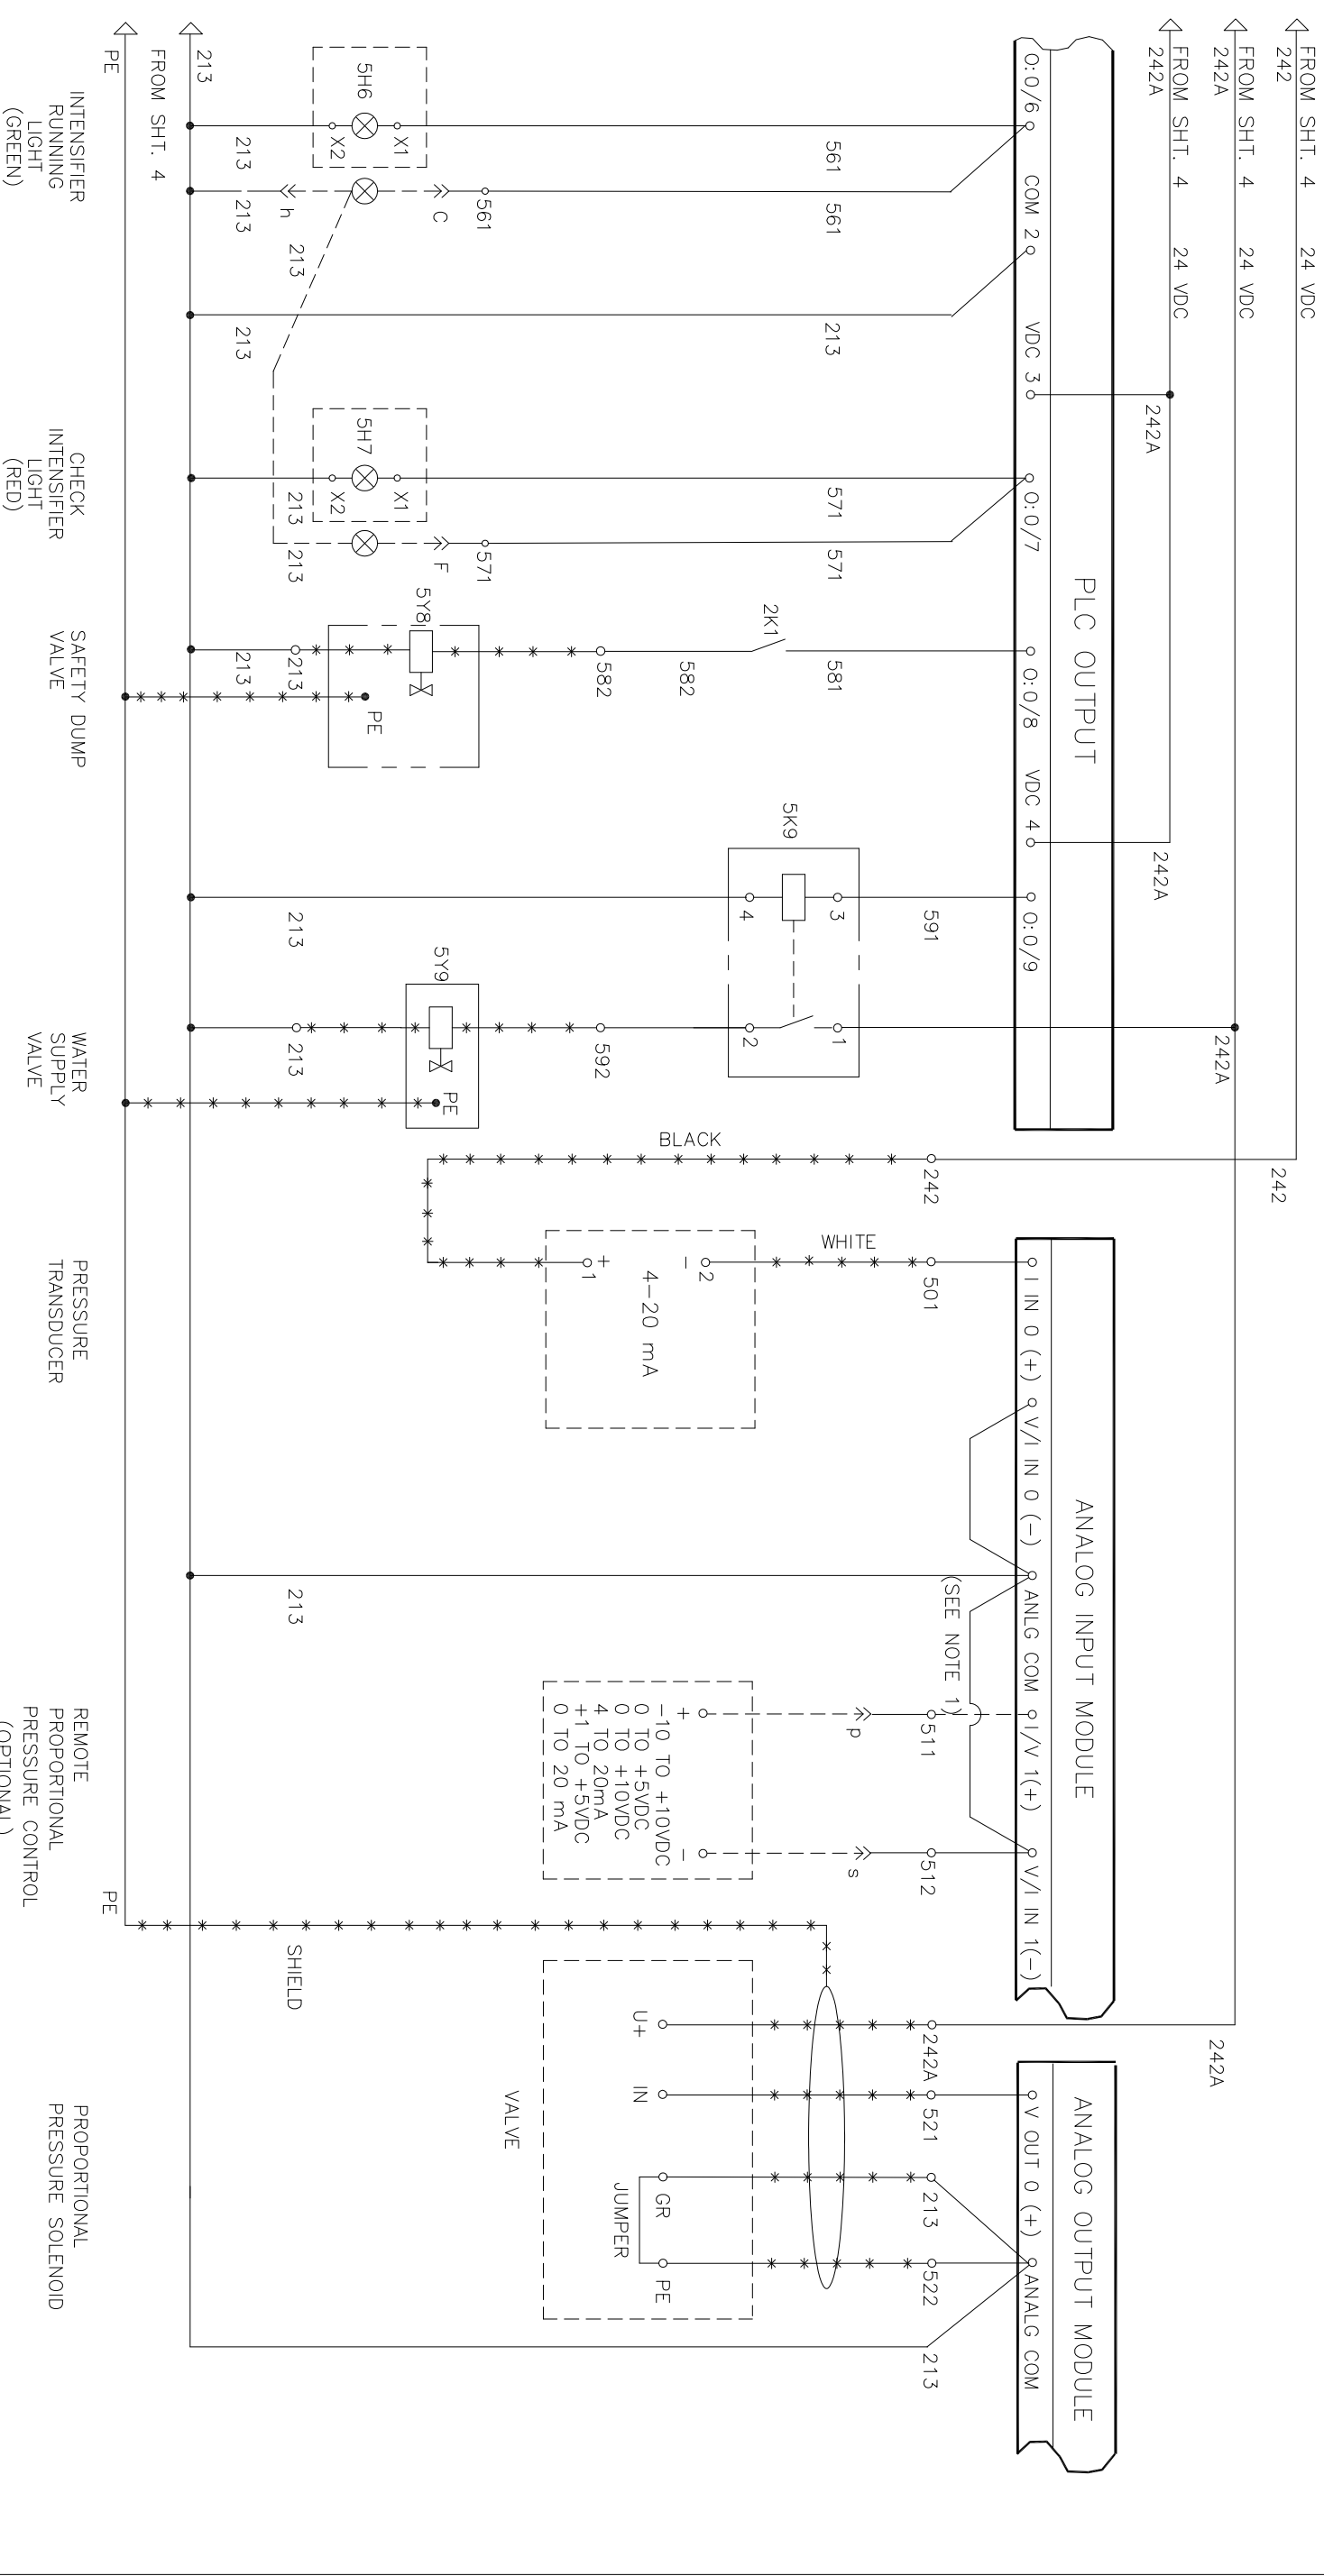 FROM SHT. 4 24 VDC
242
FROM SHT. 4 24 VDC
242A
FROM SHT. 4 24 VDC
242A
242A
242A
242A
242
242A
PLC OUTPUT
O:0/6
COM 2
VDC 3
O:0/7
O:0/8
VDC 4
O:0/9
ANALOG INPUT MODULE
I IN 0 (+)
V/I IN 0 (-)
ANLG COM
I/V 1(+)
V/I IN 1(-)
ANALOG OUTPUT MODULE
V OUT 0 (+)
ANALG COM
561
561
213
571
571
581
591
242
501
(SEE NOTE 1)
511
512
242A
521
213
522
213
2K1
582
582
5K9
3
4
1
2
592
BLACK
WHITE
p
s
5H6
X1
X2
C
561
h
5H7
X1
X2
F
571
5Y8
PE
5Y9
PE
- 2
+ 1
4-20 mA
+
-
-10 TO +10VDC
0 TO +5VDC
0 TO +10VDC
4 TO 20mA
+1 TO +5VDC
0 TO 20 mA
U+
IN
GR
PE
JUMPER
VALVE
213
213
213
213
213
213
213
213
213
213
213
SHIELD
213
FROM SHT. 4
PE
PE
INTENSIFIER
RUNNING
LIGHT
(GREEN)
CHECK
INTENSIFIER
LIGHT
(RED)
SAFETY DUMP
VALVE
WATER
SUPPLY
VALVE
PRESSURE
TRANSDUCER
REMOTE
PROPORTIONAL
PRESSURE CONTROL
(OPTIONAL)
PROPORTIONAL
PRESSURE SOLENOID